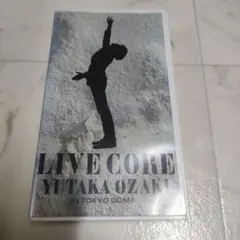 LIVE CORE
YUTAKA OZAKI
IN TOKYO DOME